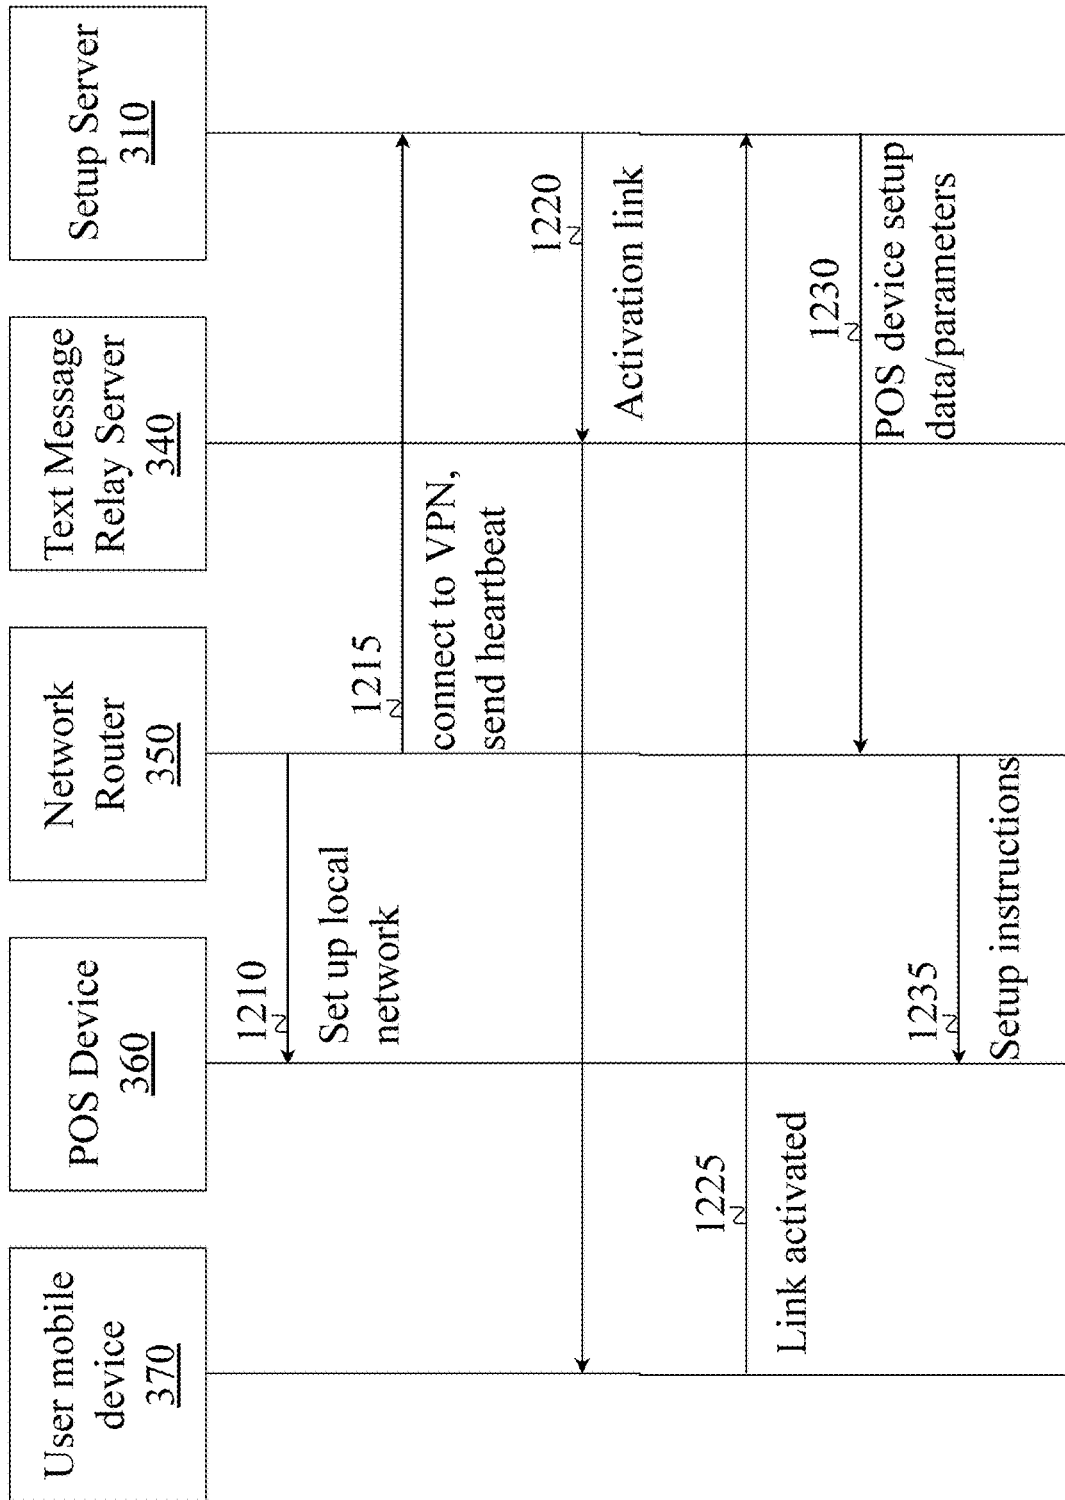 User mobile
device
370
POS Device
360
Network
Router
350
Text Message
Relay Server
340
Setup Server
310
1210
Set up local
network
1215
connect to VPN,
send heartbeat
1220
Activation link
1225
Link activated
1230
POS device setup
data/parameters
1235
Setup instructions